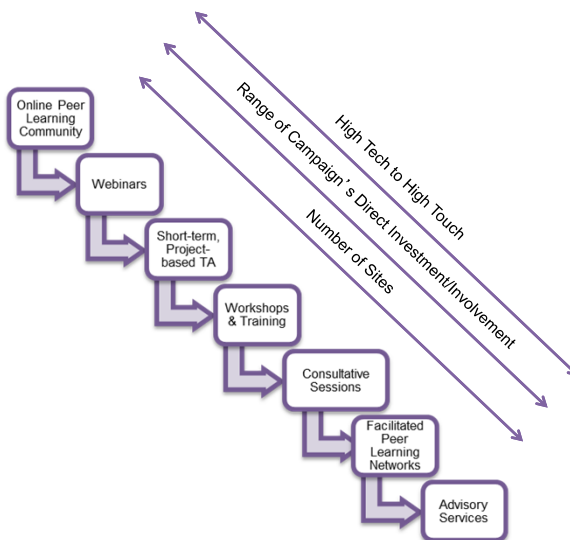 Online Peer
Learning
Community
Webinars
Short-term,
Project-
based TA
Workshops
& Training
Consultative
Sessions
Facilitated
Peer
Learning
Networks
Advisory
Services
High Tech to High Touch
Range of Campaign's Direct Investment/Involvement
Number of Sites